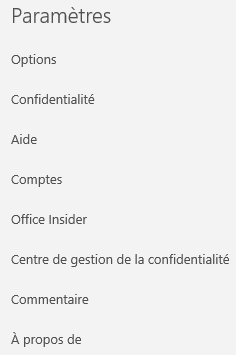 Paramètres
Options
Confidentialité
Aide
Comptes
Office Insider
Centre de gestion de la confidentialité
Commentaire
À propos de